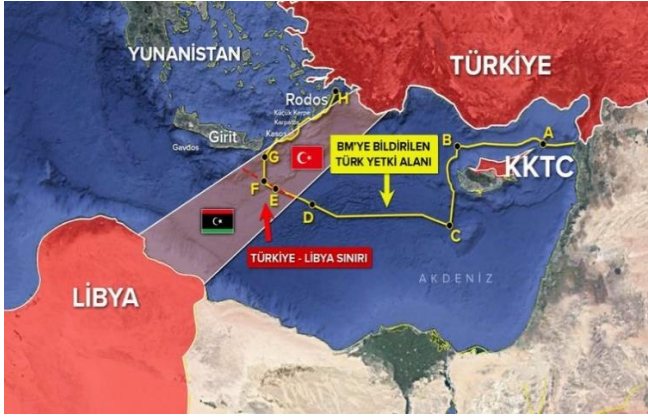 YUNANİSTAN
TÜRKİYE
Rodos
H
Küçük Kerpe
Karpatos
Kasos
Girit
Gevdos
G
F
E
D
BM'YE BİLDİRİLEN
TÜRK YETKİ ALANI
B
A
KKTC
C
TÜRKİYE - LİBYA SINIRI
AKDENİZ
LİBYA